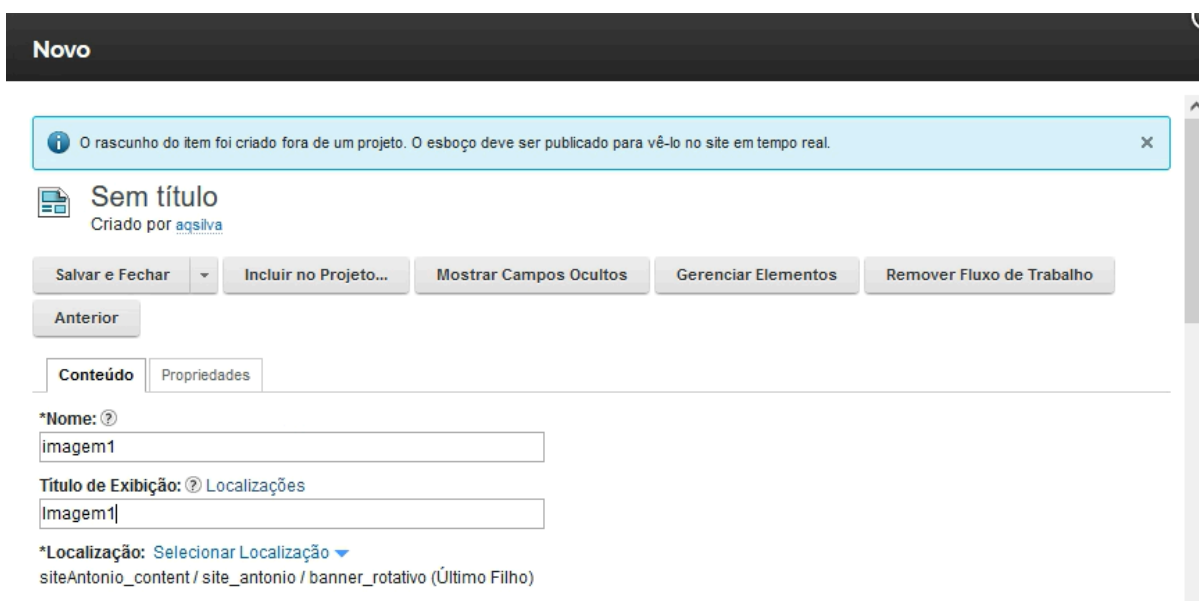 Novo
O rascunho do item foi criado fora de um projeto. O esboço deve ser publicado para vê-lo no site em tempo real.
Sem título
Criado por aqsilva
Salvar e Fechar Incluir no Projeto... Mostrar Campos Ocultos Gerenciar Elementos Remover Fluxo de Trabalho
Anterior
Conteúdo Propriedades
*Nome:
imagem1
Título de Exibição: Localizações
Imagem1
*Localização: Selecionar Localização
siteAntonio_content / site_antonio / banner_rotativo (Último Filho)